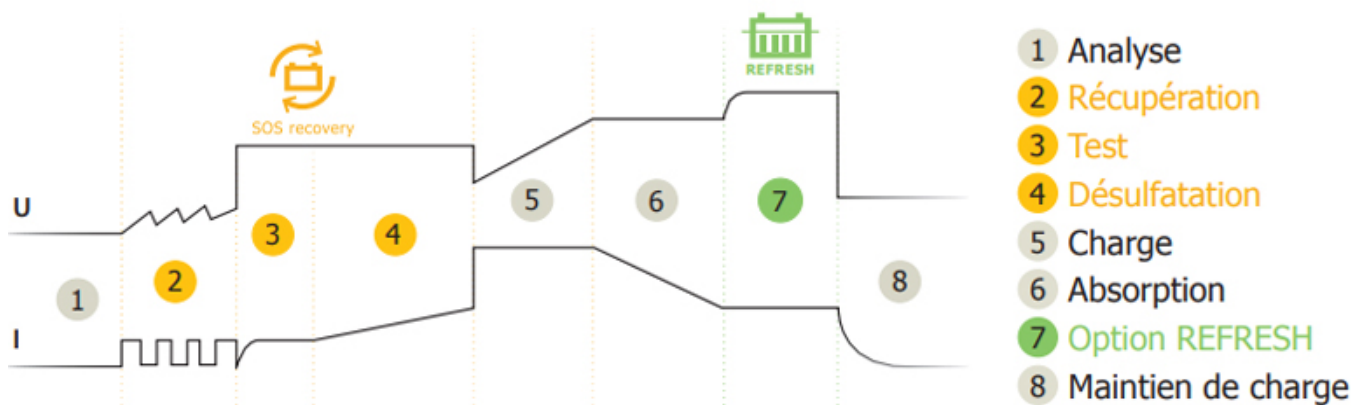 REFRESH
SOS recovery
U
I
1
2
3
4
5
6
7
8
1 Analyse
2 Récupération
3 Test
4 Désulfatation
5 Charge
6 Absorption
7 Option REFRESH
8 Maintien de charge